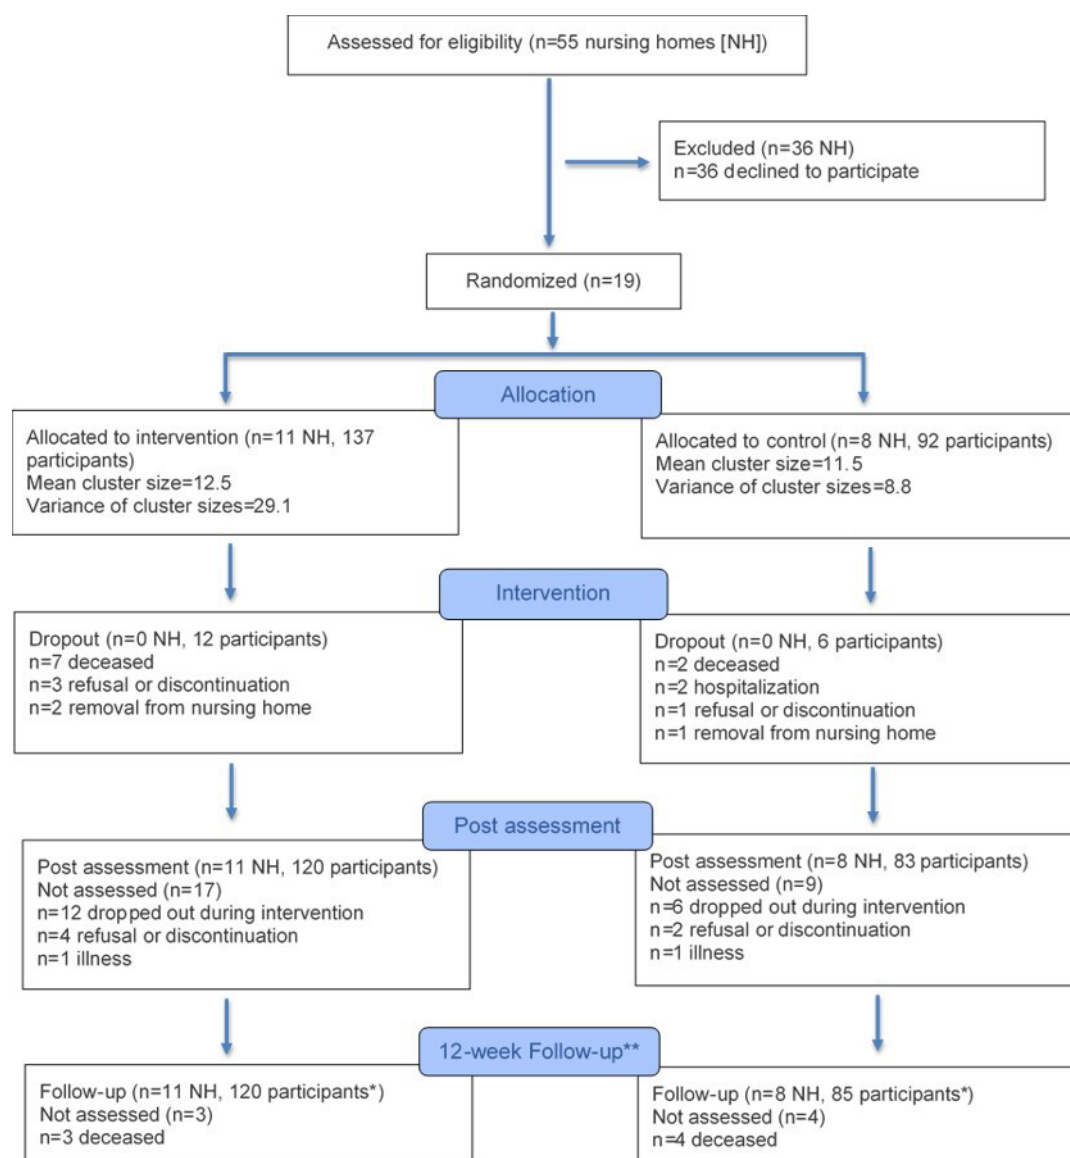 Assessed for eligibility (n=55 nursing homes [NH])
Excluded (n=36 NH)
n=36 declined to participate
Randomized (n=19)
Allocation
Allocated to intervention (n=11 NH, 137
participants)
Mean cluster size=12.5
Variance of cluster sizes=29.1
Allocated to control (n=8 NH, 92 participants)
Mean cluster size=11.5
Variance of cluster sizes=8.8
Intervention
Dropout (n=0 NH, 12 participants)
n=7 deceased
n=3 refusal or discontinuation
n=2 removal from nursing home
Dropout (n=0 NH, 6 participants)
n=2 deceased
n=2 hospitalization
n=1 refusal or discontinuation
n=1 removal from nursing home
Post assessment
Post assessment (n=11 NH, 120 participants)
Not assessed (n=17)
n=12 dropped out during intervention
n=4 refusal or discontinuation
n=1 illness
Post assessment (n=8 NH, 83 participants)
Not assessed (n=9)
n=6 dropped out during intervention
n=2 refusal or discontinuation
n=1 illness
12-week Follow-up**
Follow-up (n=11 NH, 120 participants*)
Not assessed (n=3)
n=3 deceased
Follow-up (n=8 NH, 85 participants*)
Not assessed (n=4)
n=4 deceased